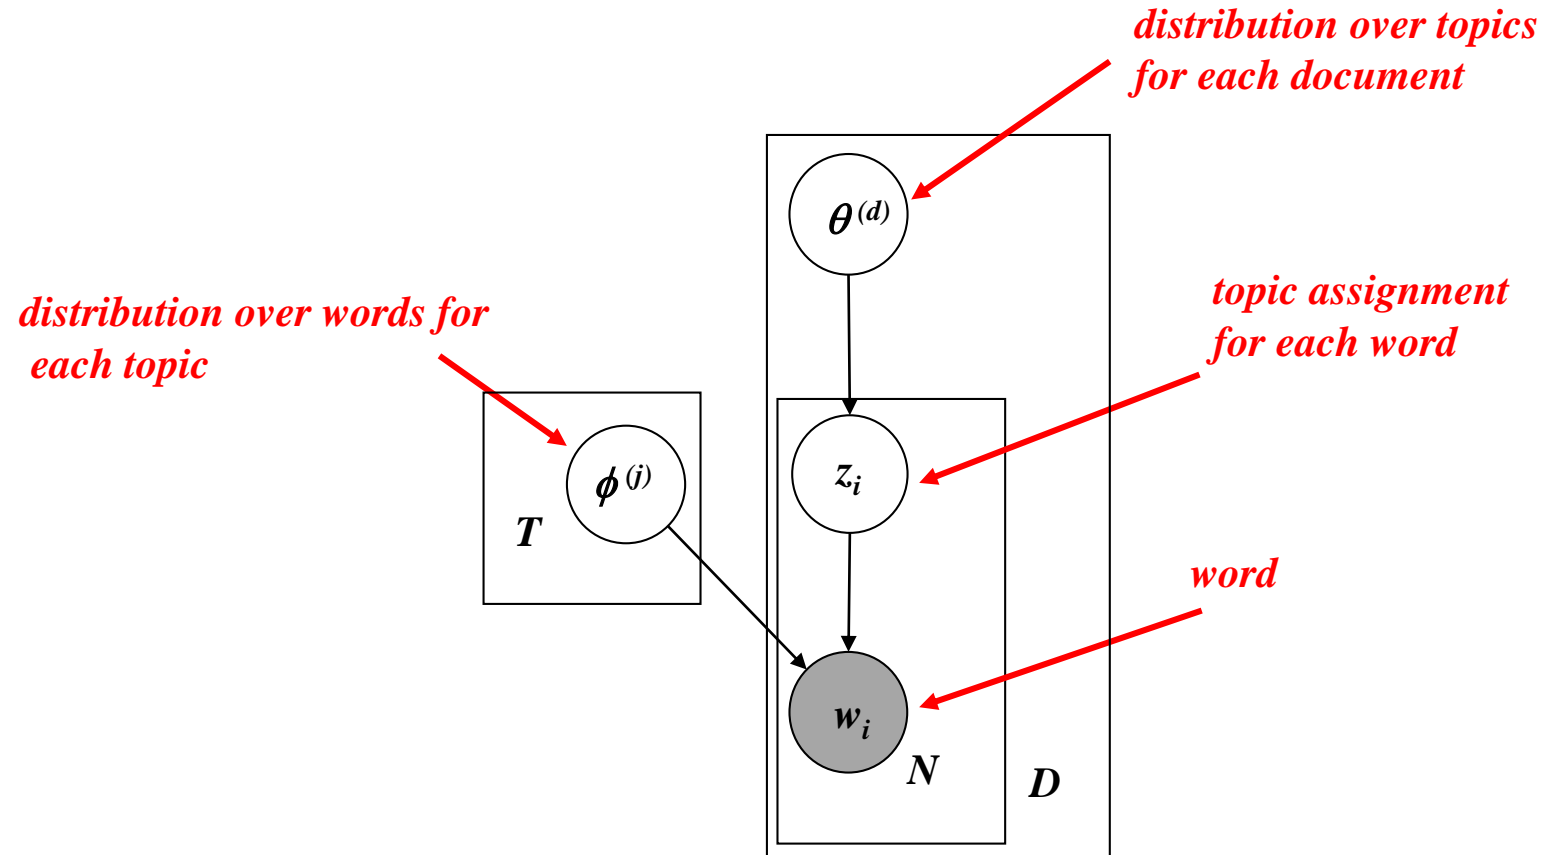 distribution over topics
for each document
θ (d)
distribution over words for
each topic
topic assignment
for each word
ϕ (j)
T
zi
word
wi
N
D